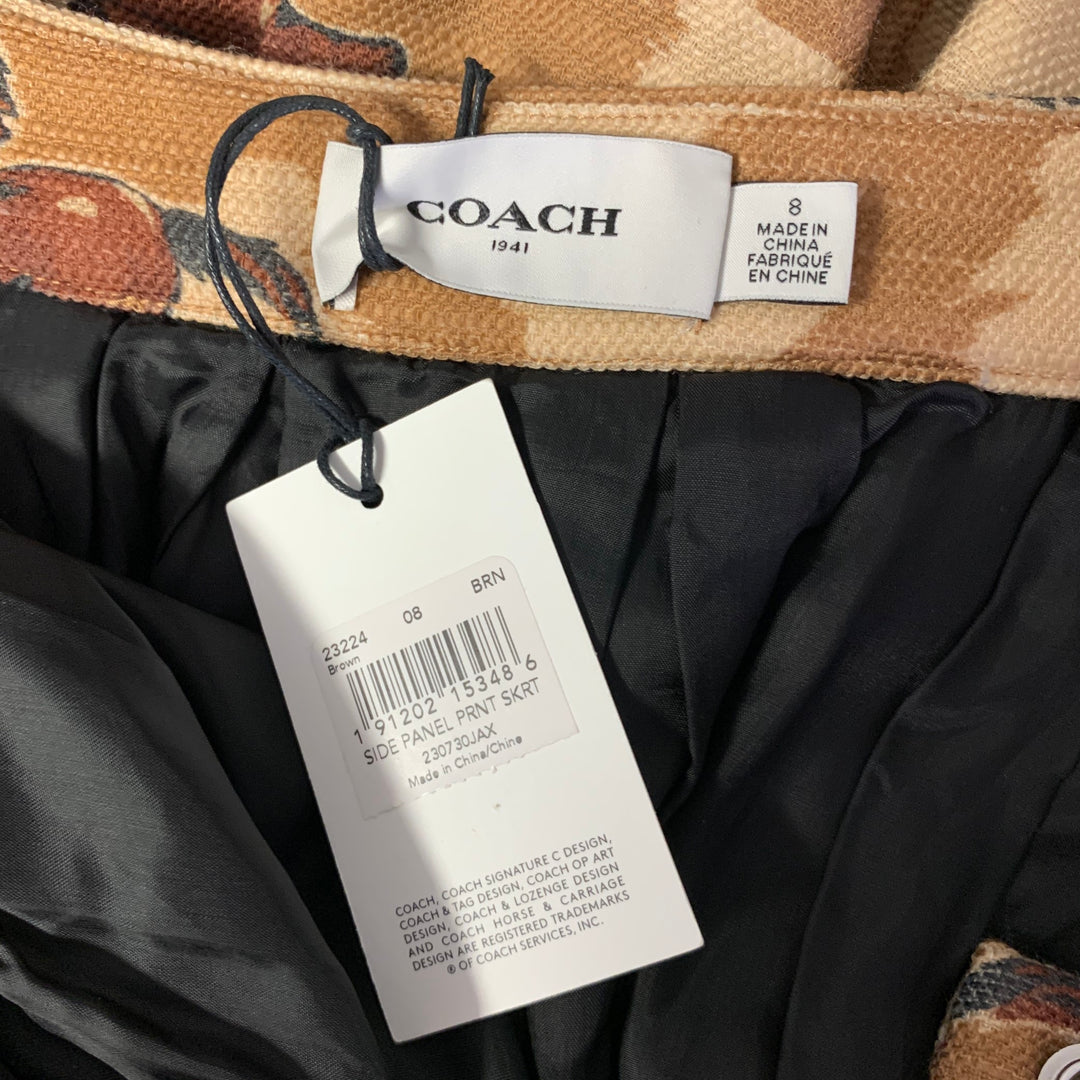 COACH
1941
8
MADE IN
CHINA
FABRIQUÉ
EN CHINE
23224 08 BRN
Brown
1 91202 15348 6
SIDE PANEL PRNT SKRT
230730JAX
Made in China/Chine
COACH, COACH SIGNATURE C DESIGN,
COACH & TAG DESIGN, COACH OP ART
DESIGN, COACH & LOZENGE DESIGN
AND COACH HORSE & CARRIAGE
DESIGN ARE REGISTERED TRADEMARKS
® OF COACH SERVICES, INC.